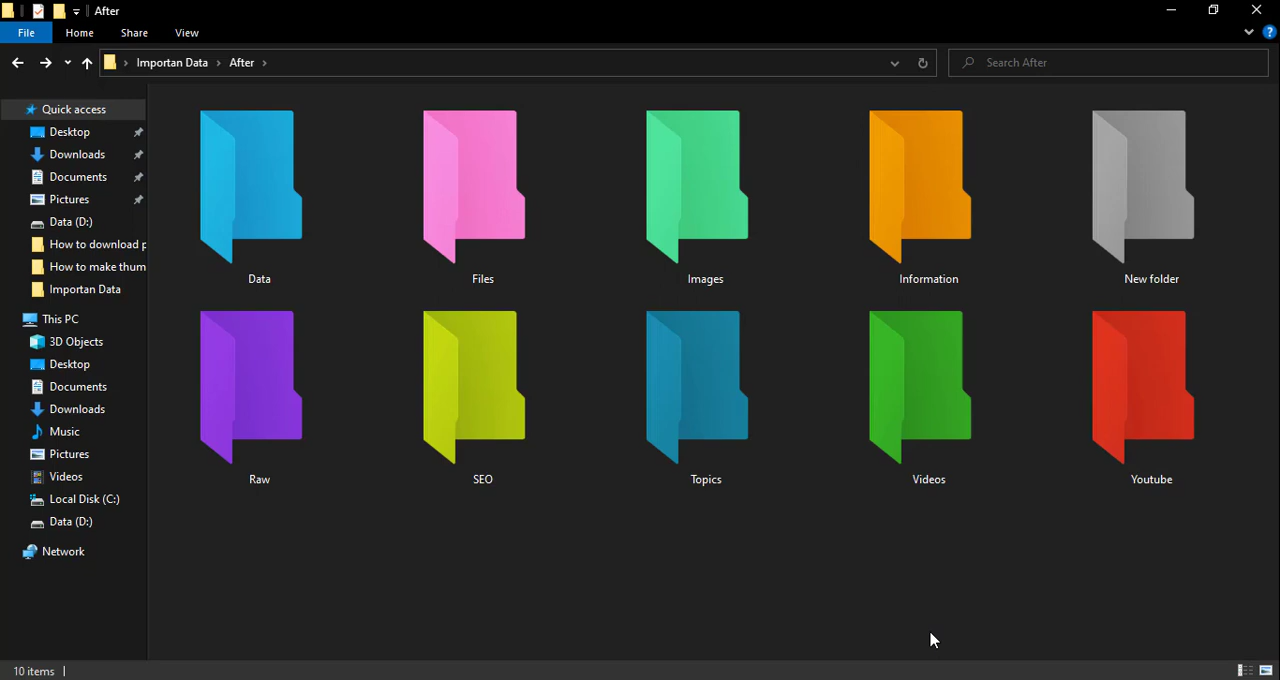 After
File Home Share View
Importan Data After
Search After
Quick access
Desktop
Downloads
Documents
Pictures
Data (D:)
How to download p
How to make thum
Importan Data
This PC
3D Objects
Desktop
Documents
Downloads
Music
Pictures
Videos
Local Disk (C:)
Data (D:)
Network
Data Files Images Information New folder
Raw SEO Topics Videos Youtube
10 items